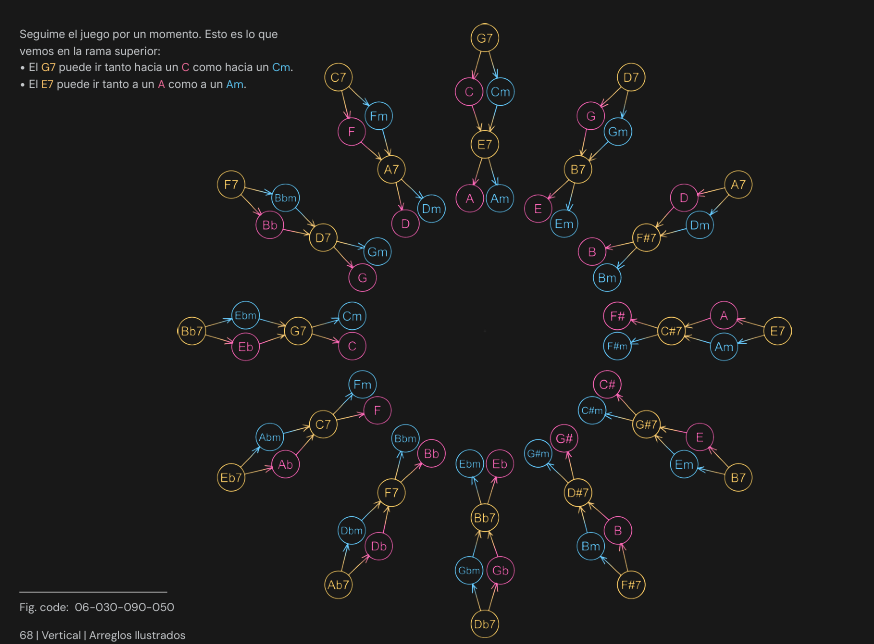 Seguime el juego por un momento. Esto es lo que
vemos en la rama superior:
• El G7 puede ir tanto hacia un C como hacia un Cm.
• El E7 puede ir tanto a un A como a un Am.
G7
C
Cm
E7
A
Am
D7
G
Gm
B7
E
Em
A7
D
Dm
F#7
B
Bm
E7
A
Am
C#7
F#
F#m
B7
E
Em
G#7
C#
C#m
F#7
B
Bm
D#7
G#
G#m
Db7
Gbm
Gb
Bb7
Ebm
Eb
Ab7
Dbm
Db
F7
Bbm
Bb
Eb7
Abm
Ab
C7
Fm
F
Bb7
Ebm
Eb
G7
Cm
C
F7
Bbm
Bb
D7
Gm
G
C7
Fm
F
A7
Dm
D
Fig. code: 06-030-090-050
68 | Vertical | Arreglos Ilustrados